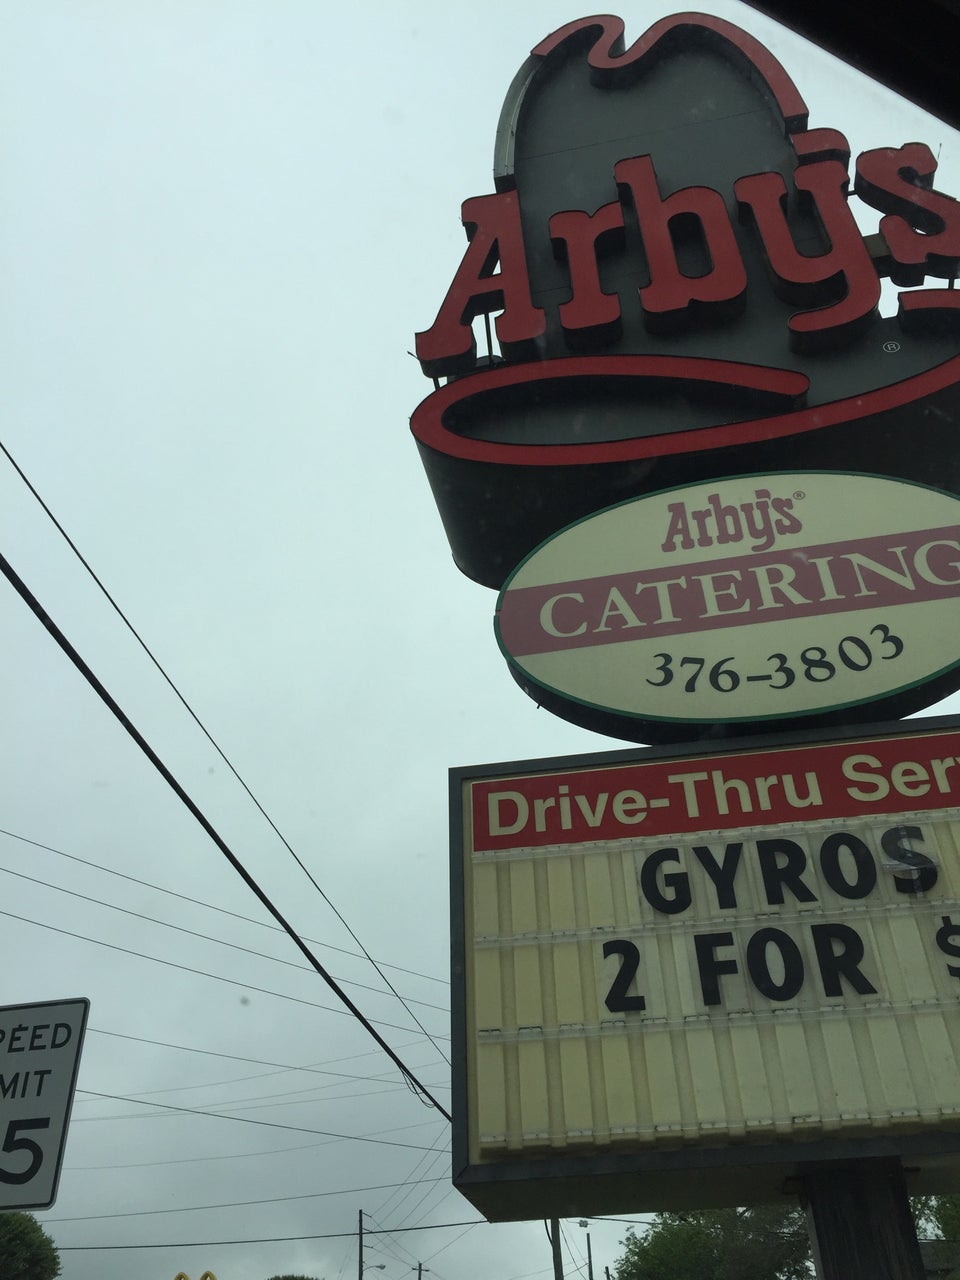 Arby's
®
Arby's®
CATERING
376-3803
Drive-Thru Ser
GYROS
2 FOR $
PEED
MIT
5